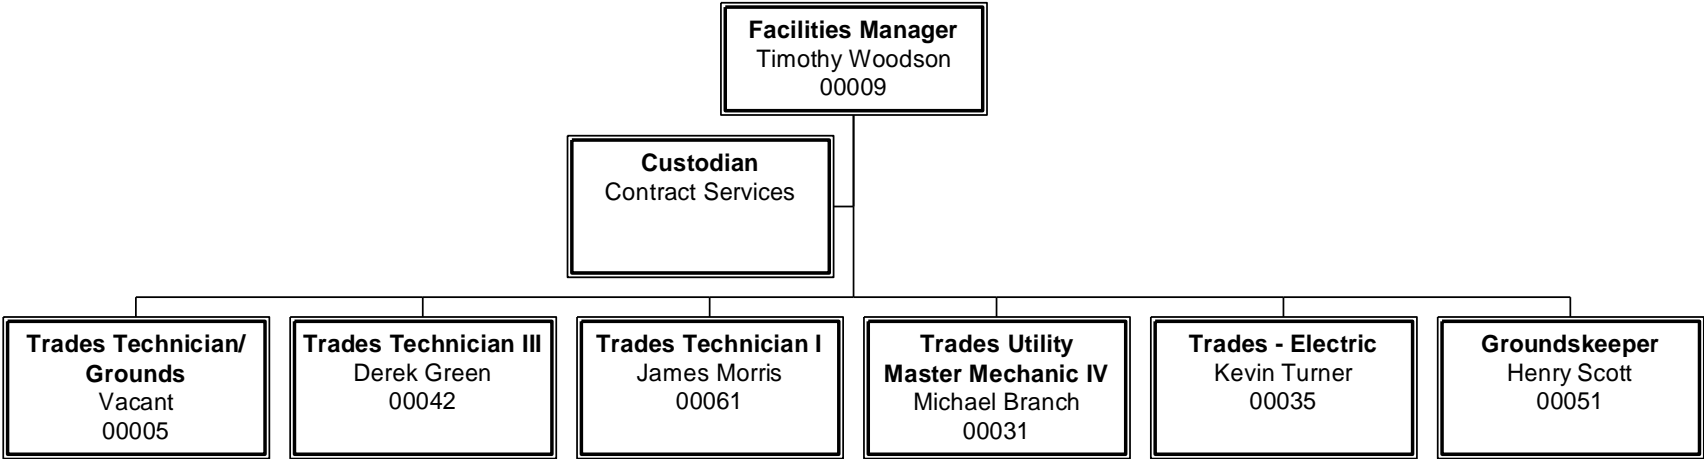 Facilities Manager
Timothy Woodson
00009
Custodian
Contract Services
Trades Technician/
Grounds
Vacant
00005
Trades Technician III
Derek Green
00042
Trades Technician I
James Morris
00061
Trades Utility
Master Mechanic IV
Michael Branch
00031
Trades - Electric
Kevin Turner
00035
Groundskeeper
Henry Scott
00051